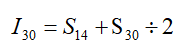 I₃₀ = S₁₄ + S₃₀ ÷ 2